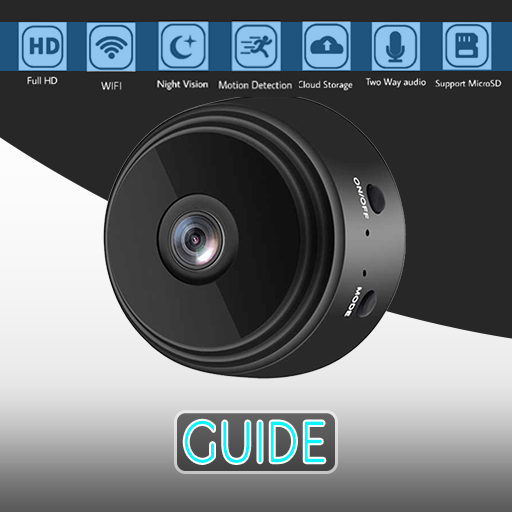 HD
Full HD
WIFI
Night Vision
Motion Detection
Cloud Storage
Two Way audio
Support MicroSD
ON/OFF
MODE
GUIDE